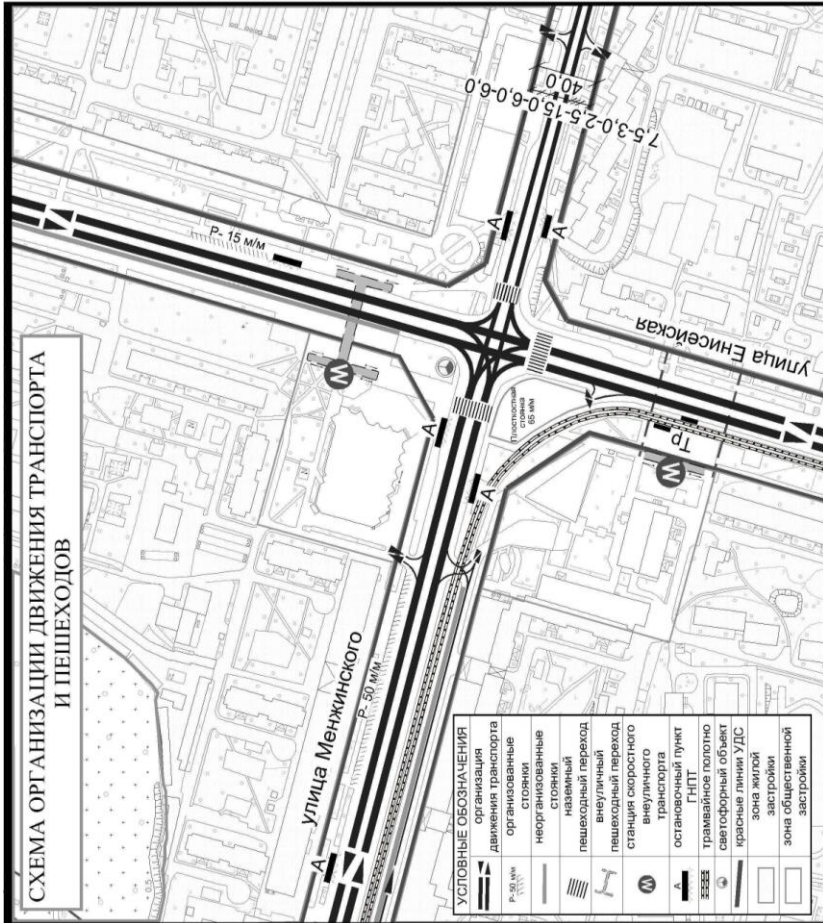 СХЕМА ОРГАНИЗАЦИИ ДВИЖЕНИЯ ТРАНСПОРТА
И ПЕШЕХОДОВ
P- 15 м/м
40,0
7,5-3,0-2,5-15,0-6,0-6,0
А
А
W
А
Плоскостная
стоянка
65 м/м
улица Енисейская
Тр
W
А
улица Менжинского
P- 50 м/м
А
УСЛОВНЫЕ ОБОЗНАЧЕНИЯ
организация
движения транспорта
P-50 м/м
организованные
стоянки
неорганизованные
стоянки
наземный
пешеходный переход
внеуличный
пешеходный переход
W
станция скоростного
внеуличного
транспорта
А
остановочный пункт
ГНПТ
трамвайное полотно
светофорный объект
красные линии УДС
зона жилой
застройки
зона общественной
застройки